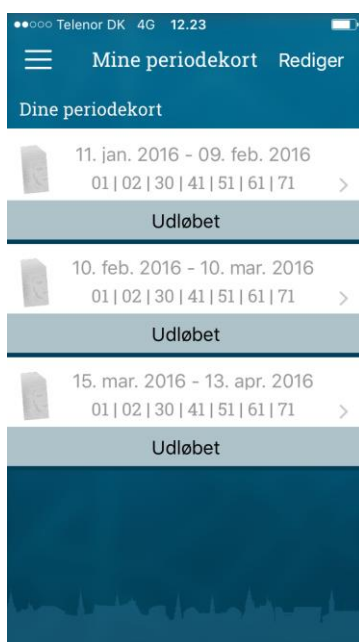 Telenor DK 4G 12.23
Mine periodekort Rediger
Dine periodekort
11. jan. 2016 - 09. feb. 2016
01 | 02 | 30 | 41 | 51 | 61 | 71
Udløbet
10. feb. 2016 - 10. mar. 2016
01 | 02 | 30 | 41 | 51 | 61 | 71
Udløbet
15. mar. 2016 - 13. apr. 2016
01 | 02 | 30 | 41 | 51 | 61 | 71
Udløbet